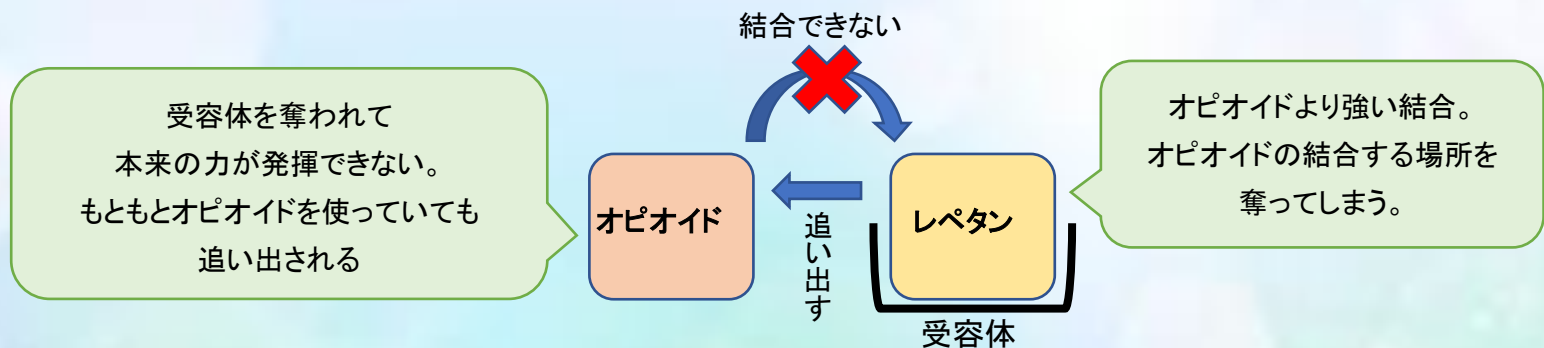 結合できない
受容体を奪われて
本来の力が発揮できない。
もともとオピオイドを使っていても
追い出される
オピオイド
追い出す
レペタン
受容体
オピオイドより強い結合。
オピオイドの結合する場所を
奪ってしまう。